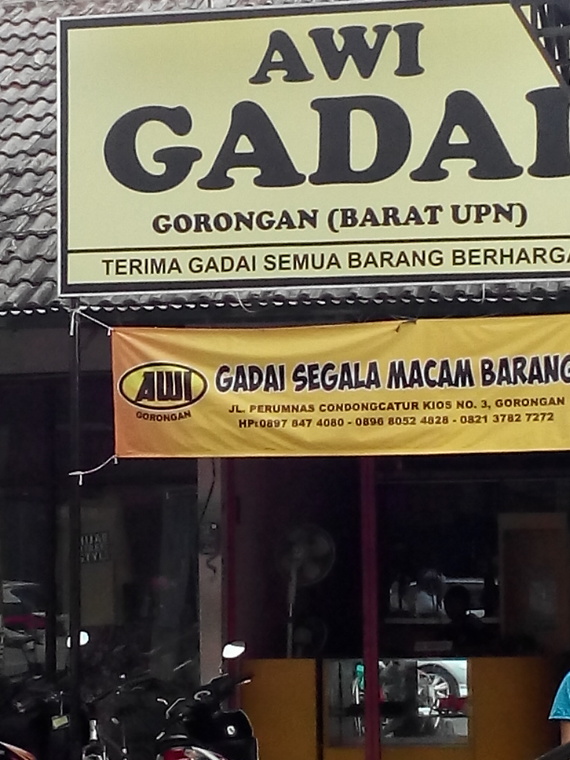 AWI
GADAI
GORONGAN (BARAT UPN)
TERIMA GADAI SEMUA BARANG BERHARGA
AWI
GORONGAN
GADAI SEGALA MACAM BARANG
JL. PERUMNAS CONDONGCATUR KIOS NO. 3, GORONGAN
HP:0897 847 4080 - 0896 8052 4828 - 0821 3782 7272